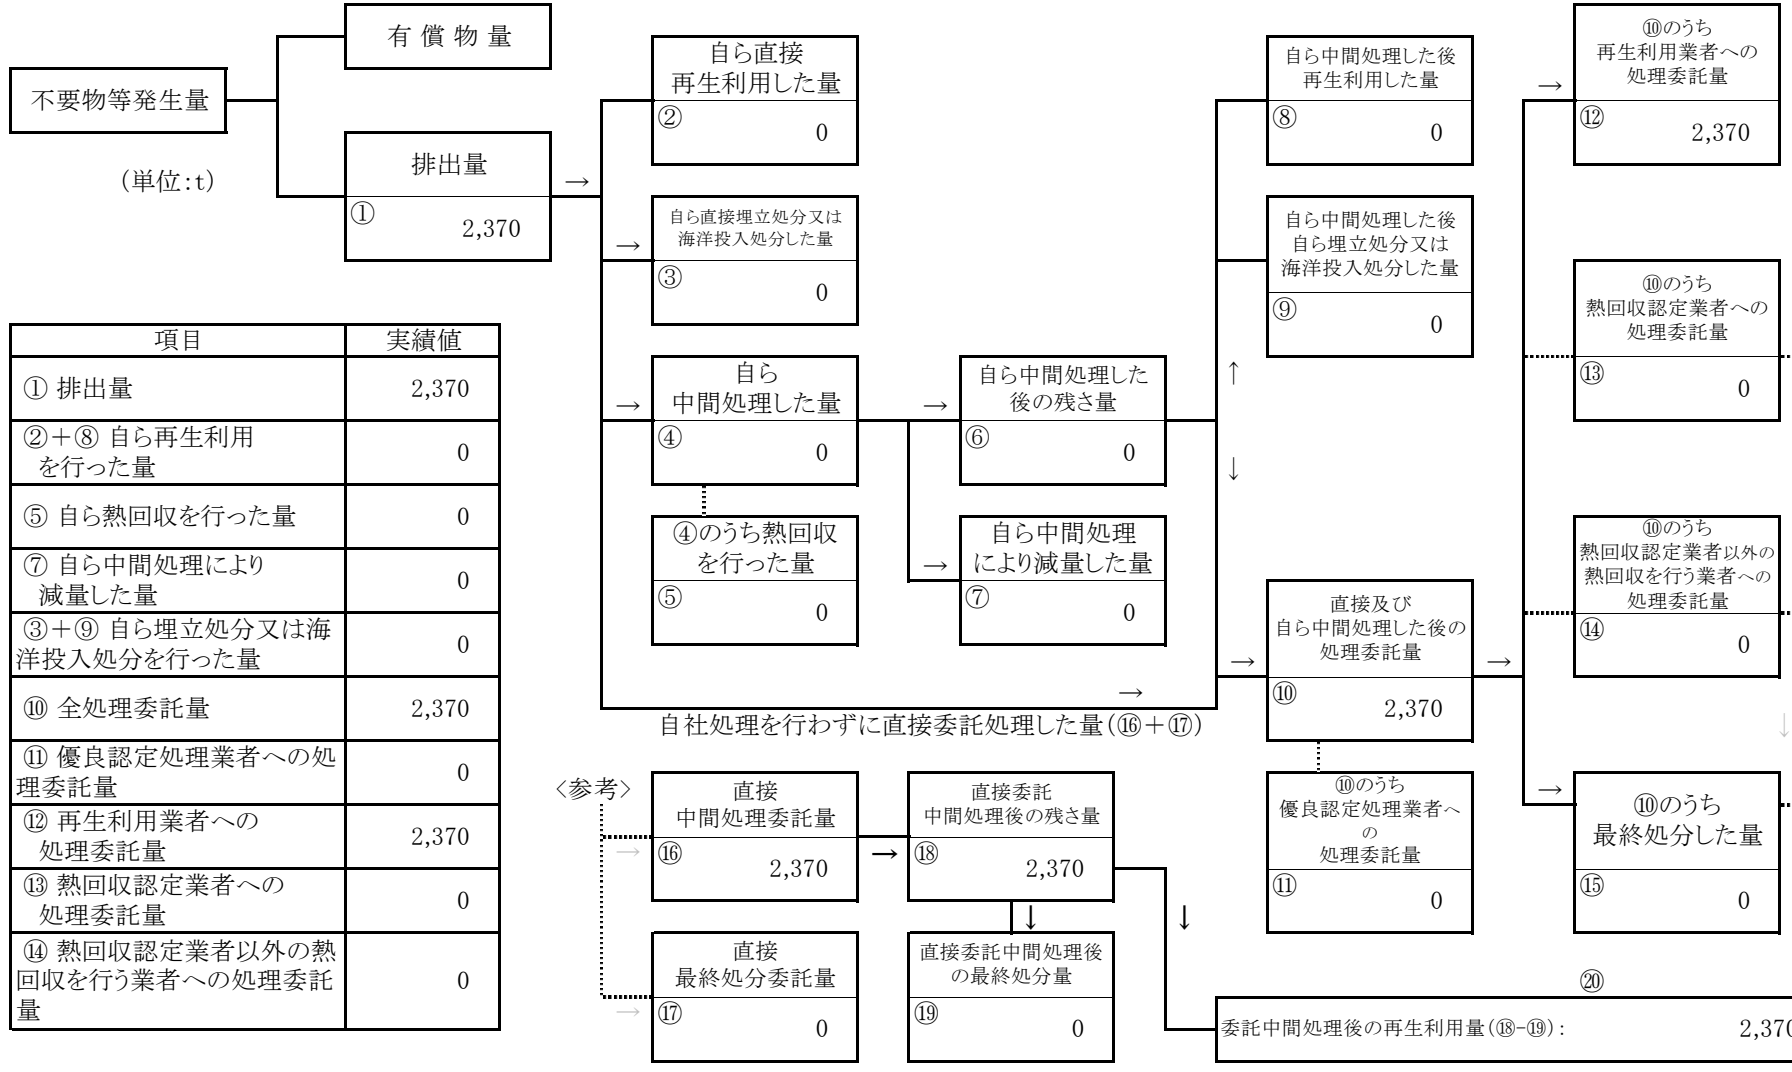 有 償 物 量
不要物等発生量
(単位:t)
排出量
①
2,370
→
自ら直接
再生利用した量
②
0
→
自ら直接埋立処分又は
海洋投入処分した量
③
0
→
自ら
中間処理した量
④
0
④のうち熱回収
を行った量
⑤
0
→
自ら中間処理した
後の残さ量
⑥
0
→
自ら中間処理
により減量した量
⑦
0
↑
↓
自ら中間処理した後
再生利用した量
⑧
0
自ら中間処理した後
自ら埋立処分又は
海洋投入処分した量
⑨
0
→
自社処理を行わずに直接委託処理した量(⑯+⑰)
→
直接及び
自ら中間処理した後の
処理委託量
⑩
2,370
→
⑩のうち
優良認定処理業者へ
の
処理委託量
⑪
0
→
⑩のうち
再生利用業者への
処理委託量
⑫
2,370
⑩のうち
熱回収認定業者への
処理委託量
⑬
0
⑩のうち
熱回収認定業者以外の
熱回収を行う業者への
処理委託量
⑭
0
↓
→
⑩のうち
最終処分した量
⑮
0
項目 実績値
① 排出量 2,370
②+⑧ 自ら再生利用
を行った量 0
⑤ 自ら熱回収を行った量 0
⑦ 自ら中間処理により
減量した量 0
③+⑨ 自ら埋立処分又は海
洋投入処分を行った量 0
⑩ 全処理委託量 2,370
⑪ 優良認定処理業者への処
理委託量 0
⑫ 再生利用業者への
処理委託量 2,370
⑬ 熱回収認定業者への
処理委託量 0
⑭ 熱回収認定業者以外の熱
回収を行う業者への処理委託
量 0
<参考>
→
直接
中間処理委託量
⑯
2,370
→
直接委託
中間処理後の残さ量
⑱
2,370
↓
↓
→
直接
最終処分委託量
⑰
0
直接委託中間処理後
の最終処分量
⑲
0
⑳
委託中間処理後の再生利用量(⑱-⑲): 2,370